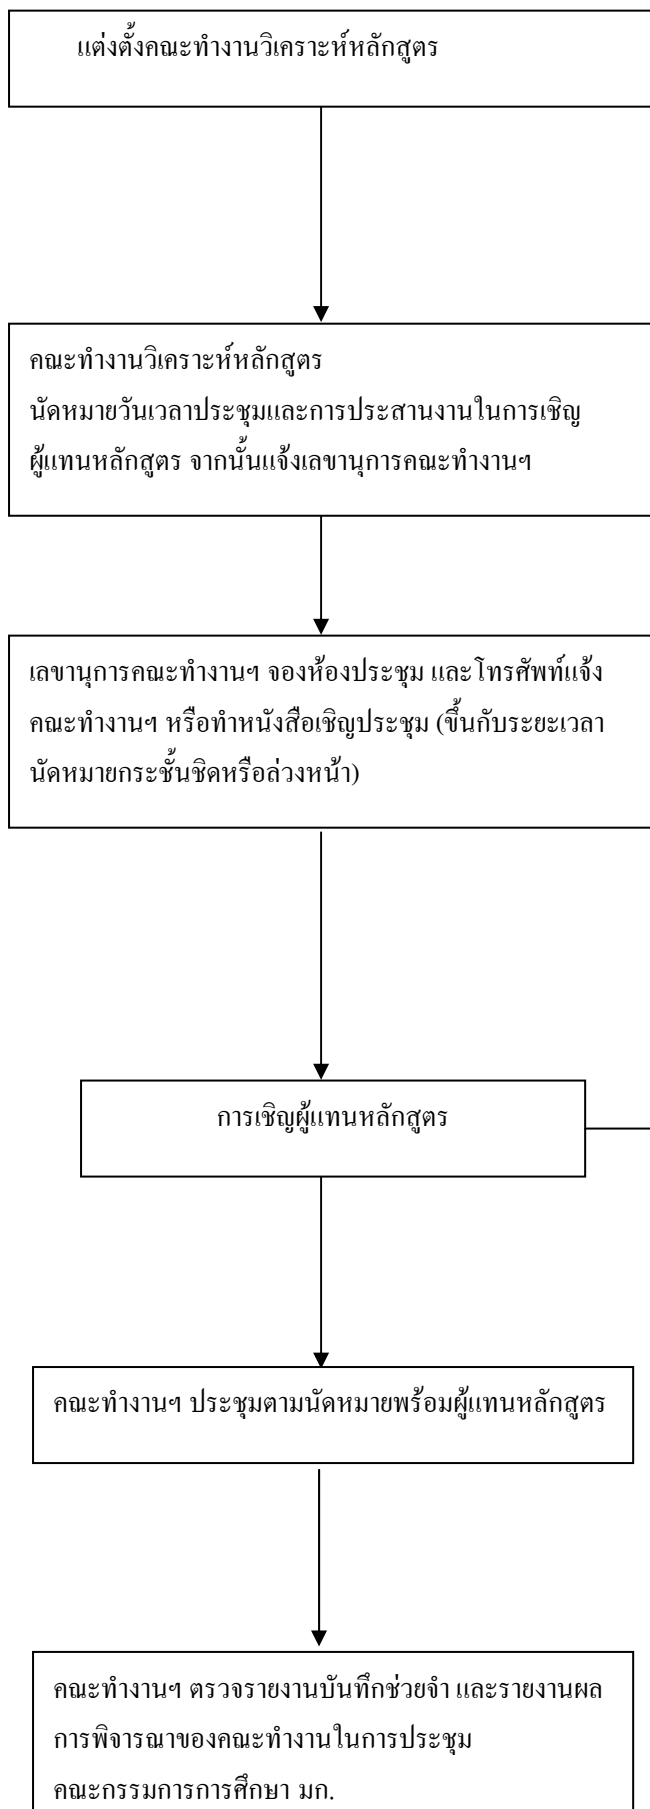 แต่งตั้งคณะทำงานวิเคราะห์หลักสูตร
คณะทำงานวิเคราะห์หลักสูตร
นัดหมายวันเวลาประชุมและการประสานงานในการเชิญ
ผู้แทนหลักสูตร จากนั้นแจ้งเลขานุการคณะทำงานฯ
เลขานุการคณะทำงานฯ จองห้องประชุม และโทรศัพท์แจ้ง
คณะทำงานฯ หรือทำหนังสือเชิญประชุม (ขึ้นกับระยะเวลา
นัดหมายกระชั้นชิดหรือล่วงหน้า)
การเชิญผู้แทนหลักสูตร
คณะทำงานฯ ประชุมตามนัดหมายพร้อมผู้แทนหลักสูตร
คณะทำงานฯ ตรวจรายงานบันทึกช่วยจำ และรายงานผล
การพิจารณาของคณะทำงานในการประชุม
คณะกรรมการการศึกษา มก.